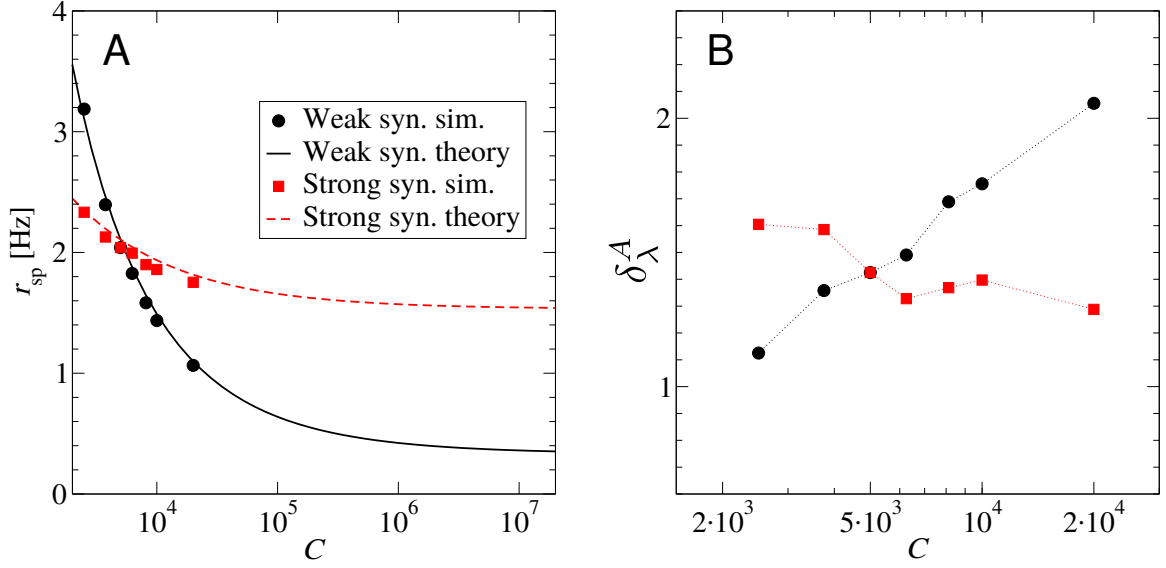 A
4
3
2
1
0
r_sp [Hz]
Weak syn. sim.
Weak syn. theory
Strong syn. sim.
Strong syn. theory
10^4
10^5
10^6
10^7
C
B
2
1
δ_λ^A
2·10^3
5·10^3
10^4
2·10^4
C